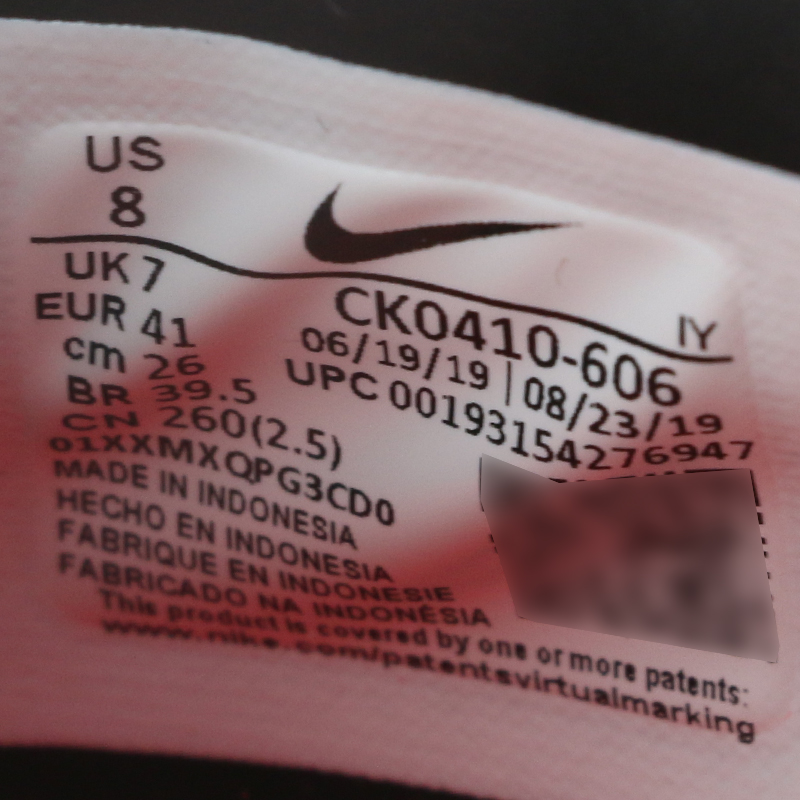 US
8
UK 7
EUR 41
cm 26
BR 39.5
CN 260(2.5)
01XXMXQPG3CD0
IY
CK0410-606
06/19/19 | 08/23/19
UPC 00193154276947
MADE IN INDONESIA
HECHO EN INDONESIA
FABRIQUE EN INDONESIE
FABRICADO NA INDONÉSIA
This product is covered by one or more patents:
www.nike.com/patentsvirtualmarking